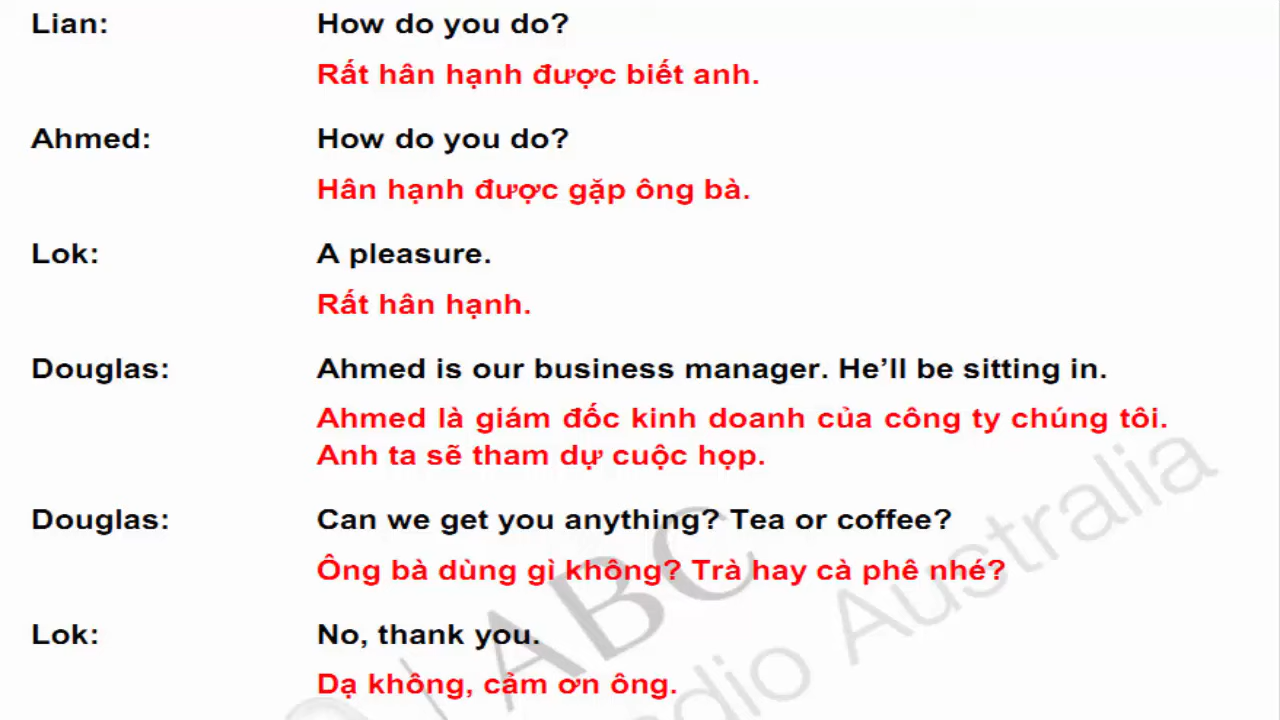 Lian: How do you do?
Rất hân hạnh được biết anh.
Ahmed: How do you do?
Hân hạnh được gặp ông bà.
Lok: A pleasure.
Rất hân hạnh.
Douglas: Ahmed is our business manager. He’ll be sitting in.
Ahmed là giám đốc kinh doanh của công ty chúng tôi.
Anh ta sẽ tham dự cuộc họp.
Douglas: Can we get you anything? Tea or coffee?
Ông bà dùng gì không? Trà hay cà phê nhé?
Lok: No, thank you.
Dạ không, cảm ơn ông.
ABC
dio Australia